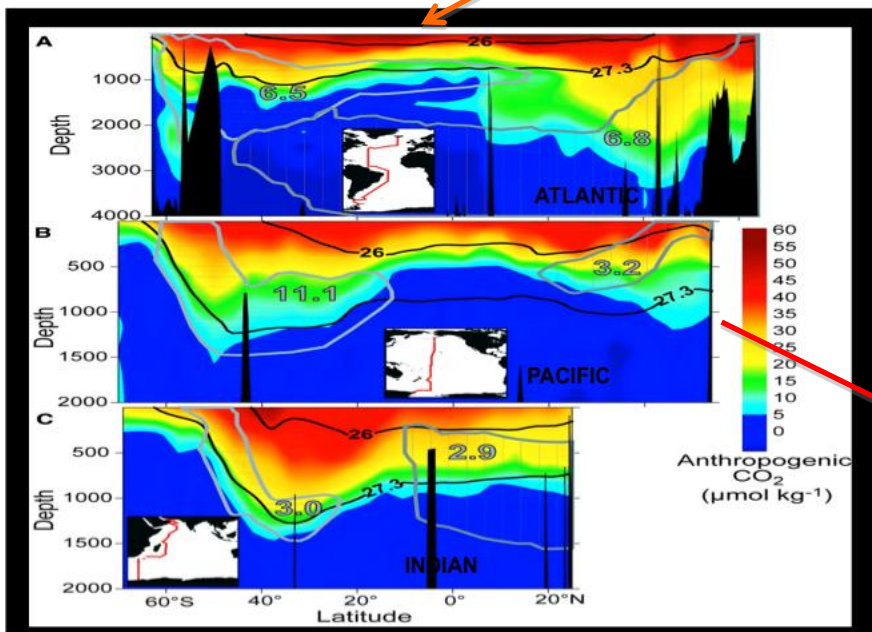 A
26
27.3
6.5
6.8
1000
2000
3000
4000
Depth
ATLANTIC
B
26
3.2
11.1
27.3
500
1000
1500
2000
Depth
PACIFIC
C
26
2.9
3.0
27.3
500
1000
1500
2000
Depth
INDIAN
60°S
40°
20°
0°
20°N
Latitude
60
55
50
45
40
35
30
25
20
15
10
5
0
Anthropogenic
CO₂
(µmol kg⁻¹)